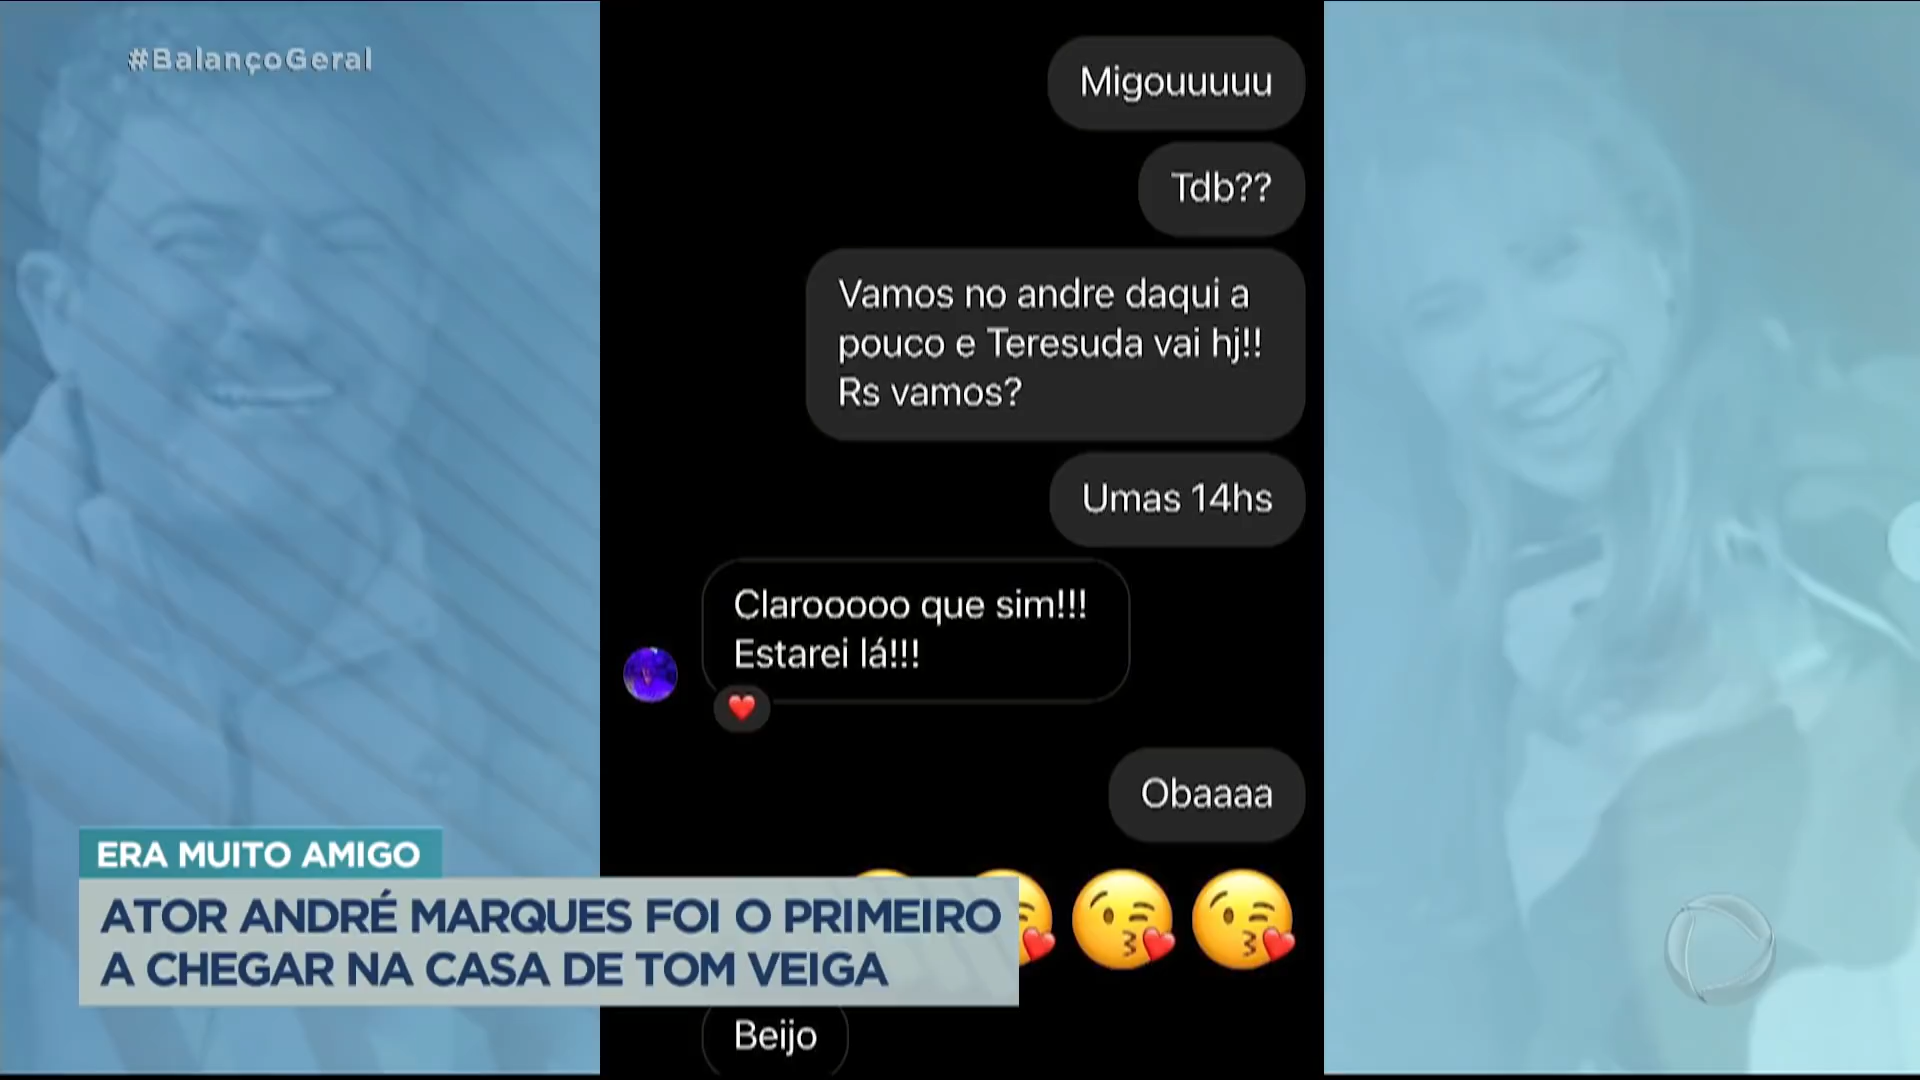 #BalançoGeral
Migouuuuu
Tdb??
Vamos no andre daqui a
pouco e Teresuda vai hj!!
Rs vamos?
Umas 14hs
Clarooooo que sim!!!
Estarei lá!!!
Obaaaa
ERA MUITO AMIGO
ATOR ANDRÉ MARQUES FOI O PRIMEIRO
A CHEGAR NA CASA DE TOM VEIGA
Beijo